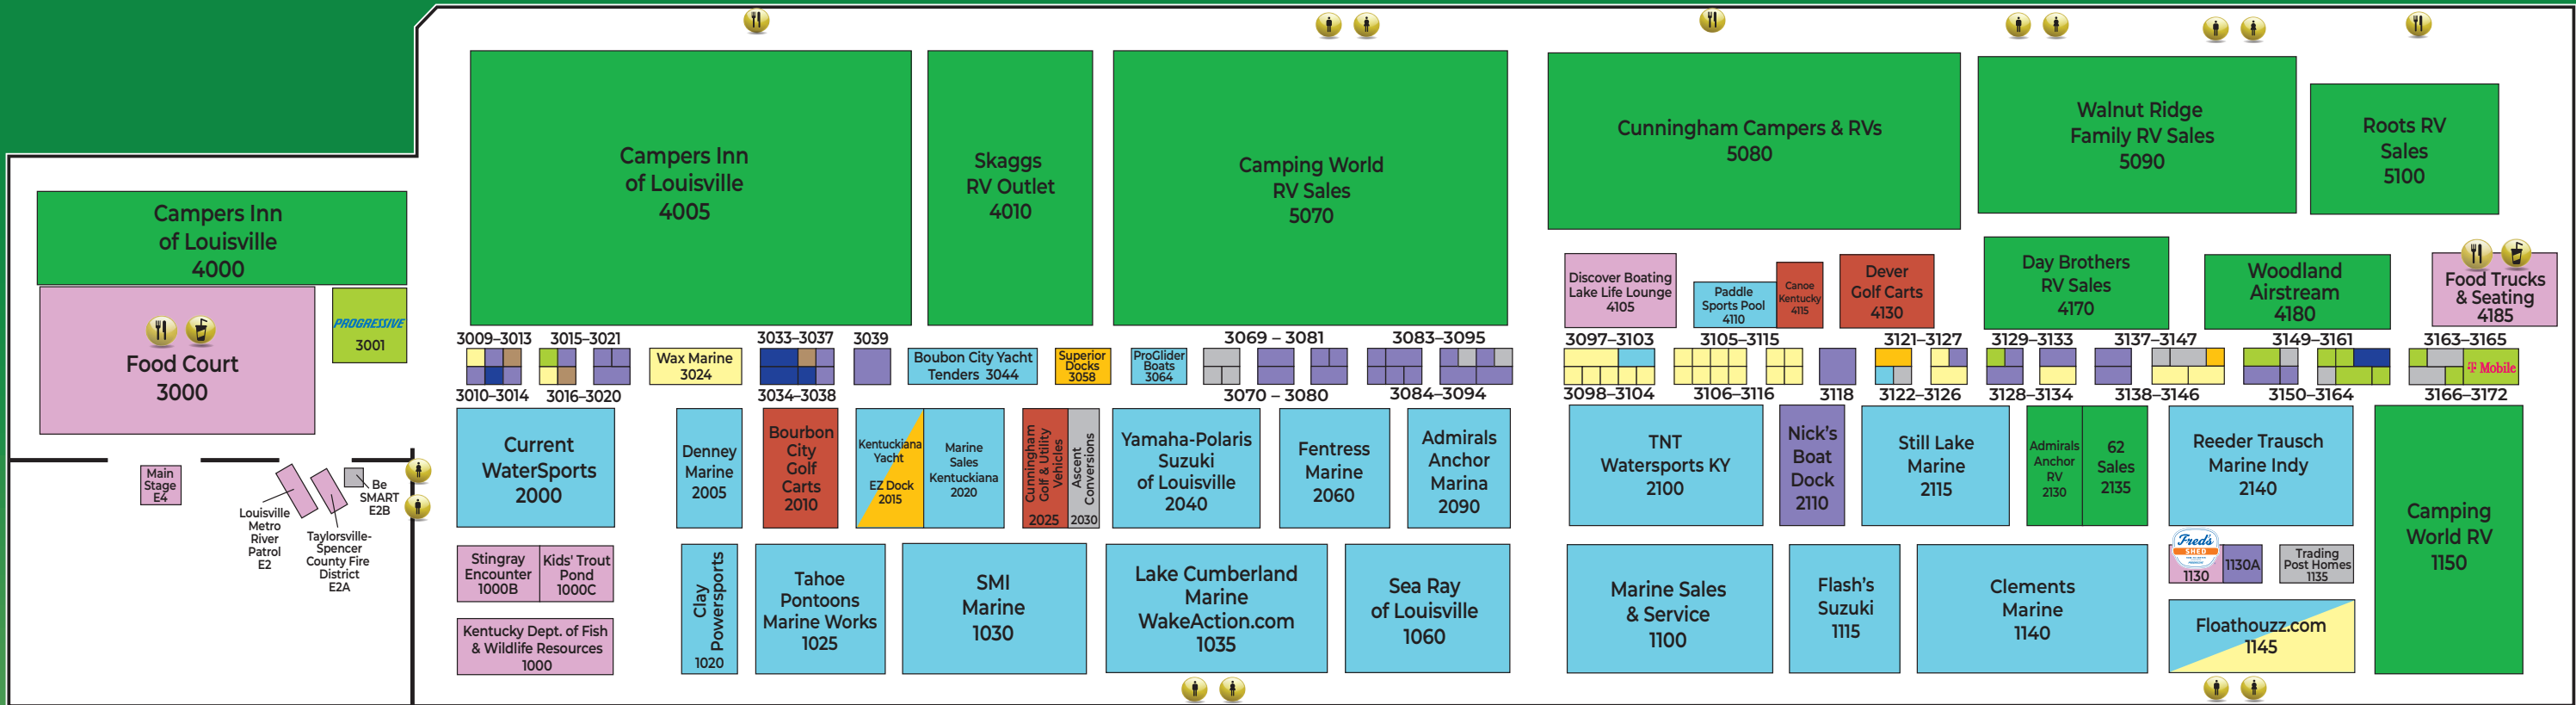 Campers Inn
of Louisville
4000
Food Court
3000
PROGRESSIVE
3001
Main
Stage
E4
Louisville
Metro
River
Patrol
E2
Taylorsville-
Spencer
County Fire
District
E2A
Be
SMART
E2B
Campers Inn
of Louisville
4005
Skaggs
RV Outlet
4010
Camping World
RV Sales
5070
Cunningham Campers & RVs
5080
Walnut Ridge
Family RV Sales
5090
Roots RV
Sales
5100
Discover Boating
Lake Life Lounge
4105
Paddle
Sports Pool
4110
Canoe
Kentucky
4115
Dever
Golf Carts
4130
Day Brothers
RV Sales
4170
Woodland
Airstream
4180
Food Trucks
& Seating
4185
3009–3013
3015–3021
3033–3037
3039
3069 – 3081
3083–3095
3097–3103
3105–3115
3121–3127
3129–3133
3137–3147
3149–3161
3163–3165
Wax Marine
3024
Boubon City Yacht
Tenders 3044
Superior
Docks
3058
ProGlider
Boats
3064
T Mobile
3010–3014
3016–3020
3034–3038
3070 – 3080
3084–3094
3098–3104
3106–3116
3118
3122–3126
3128–3134
3138–3146
3150–3164
3166–3172
Current
WaterSports
2000
Denney
Marine
2005
Bourbon
City
Golf
Carts
2010
Kentuckiana
Yacht
EZ Dock
2015
Marine
Sales
Kentuckiana
2020
Cunningham
Golf & Utility
Vehicles
2025
Ascent
Conversions
2030
Yamaha-Polaris
Suzuki
of Louisville
2040
Fentress
Marine
2060
Admirals
Anchor
Marina
2090
TNT
Watersports KY
2100
Nick's
Boat
Dock
2110
Still Lake
Marine
2115
Admirals
Anchor
RV
2130
62
Sales
2135
Reeder Trausch
Marine Indy
2140
Camping
World RV
1150
Stingray
Encounter
1000B
Kids' Trout
Pond
1000C
Kentucky Dept. of Fish
& Wildlife Resources
1000
Clay
Powersports
1020
Tahoe
Pontoons
Marine Works
1025
SMI
Marine
1030
Lake Cumberland
Marine
WakeAction.com
1035
Sea Ray
of Louisville
1060
Marine Sales
& Service
1100
Flash's
Suzuki
1115
Clements
Marine
1140
Fred's
SHED
1130
1130A
Trading
Post Homes
1135
Floathouzz.com
1145